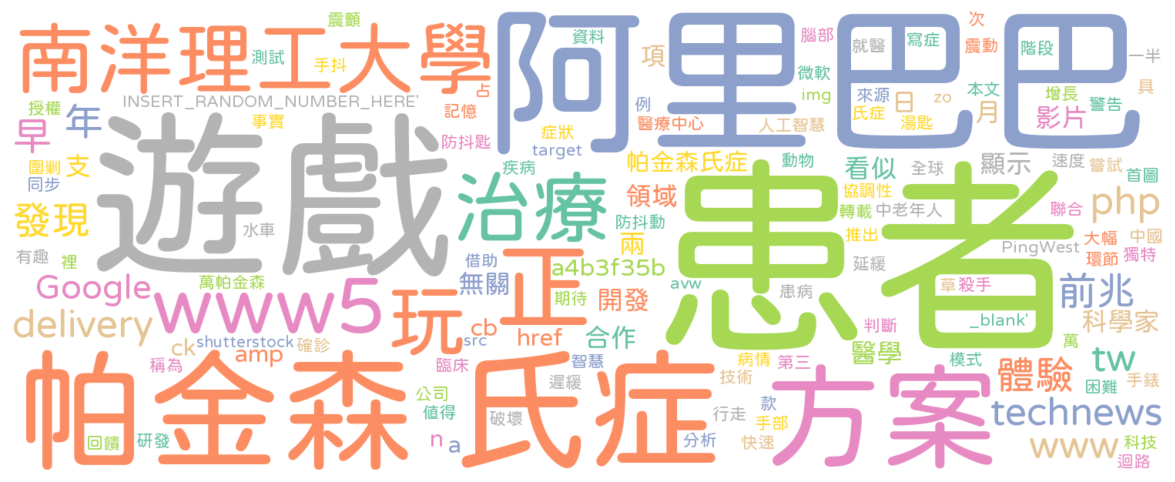 南洋理工大學
阿里巴巴
遊戲
患者
帕金森氏症
方案
治療
正
玩
www5
早
年
發現
支
圍剿
同步
授權
測試
震顫
手抖
INSERT_RANDOM_NUMBER_HERE'
事實
占
記憶
防抖匙
症狀
target
疾病
資料
項
例
醫療中心
腦部
微軟
img
人工智慧
就醫
寫症
次
震動
來源
氏症
日
湯匙
zo
本文
月
階段
增長
影片
警告
一半
具
帕金森氏症
動物
看似
全球
顯示
速度
嘗試
首圖
領域
防抖動
兩
協調性
轉載
中老年人
推出
延緩
聯合
php
大幅
中國
環節
獨特
PingWest
水車
有趣
裡
萬帕金森
Google
delivery
ck
shutterstock
amp
確診
稱為
臨床
借助
無關
a4b3f35b
avw
期待
開發
患病
cb
src
href
合作
智慧
遲緩
破壞
公司
值得
n
a
回饋
研發
分析
行走
病情
技術
第三
款
手部
快速
判斷
醫學
模式
草
殺手
_blank'
前兆
科學家
萬
tw
體驗
困難
手錶
technews
www
科技
迴路